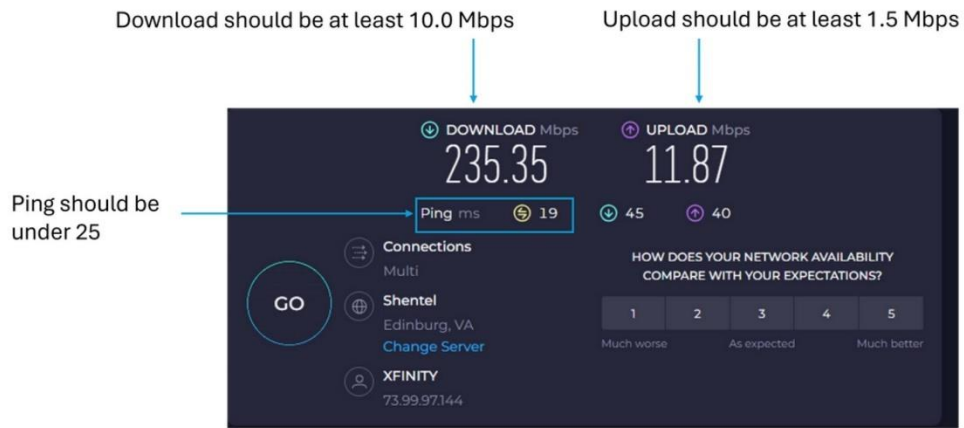 Download should be at least 10.0 Mbps
Upload should be at least 1.5 Mbps
DOWNLOAD Mbps
235.35
UPLOAD Mbps
11.87
Ping should be
under 25
Ping ms 19 45 40
Connections
Multi
GO
Shentel
Edinburg, VA
Change Server
XFINITY
73.99.97.144
HOW DOES YOUR NETWORK AVAILABILITY
COMPARE WITH YOUR EXPECTATIONS?
1 2 3 4 5
Much worse As expected Much better